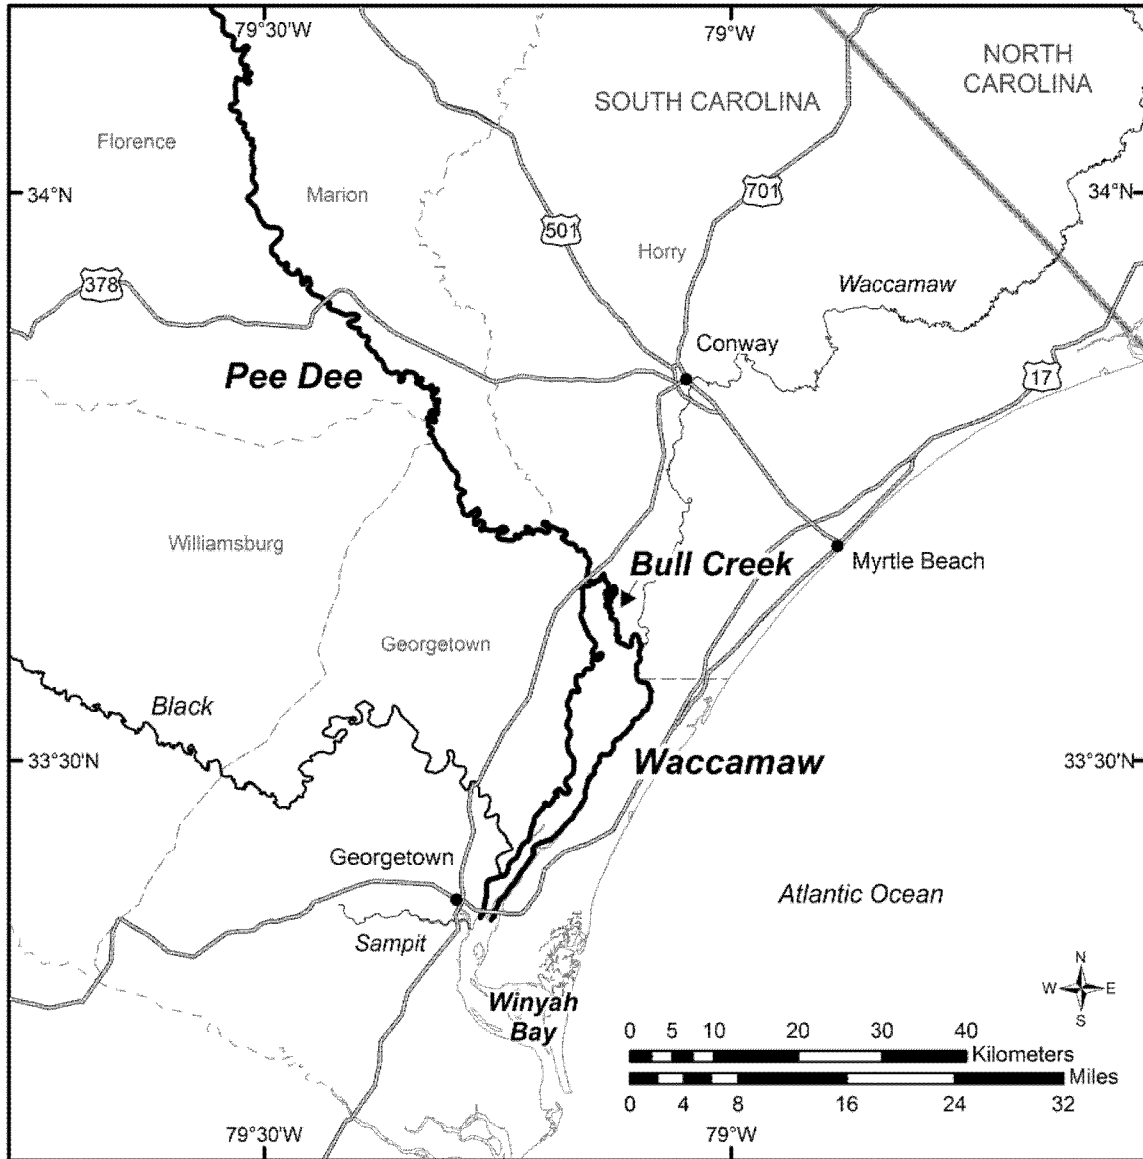 79°30'W
79°W
NORTH
CAROLINA
SOUTH CAROLINA
Florence
34°N
Marion
701
34°N
501
Horry
378
Waccamaw
Conway
Pee Dee
17
Williamsburg
Bull Creek
Myrtle Beach
Georgetown
Black
33°30'N
Waccamaw
33°30'N
Georgetown
Atlantic Ocean
Sampit
N
W E
S
Winyah
Bay
0 5 10 20 30 40
Kilometers
Miles
0 4 8 16 24 32
79°30'W
79°W